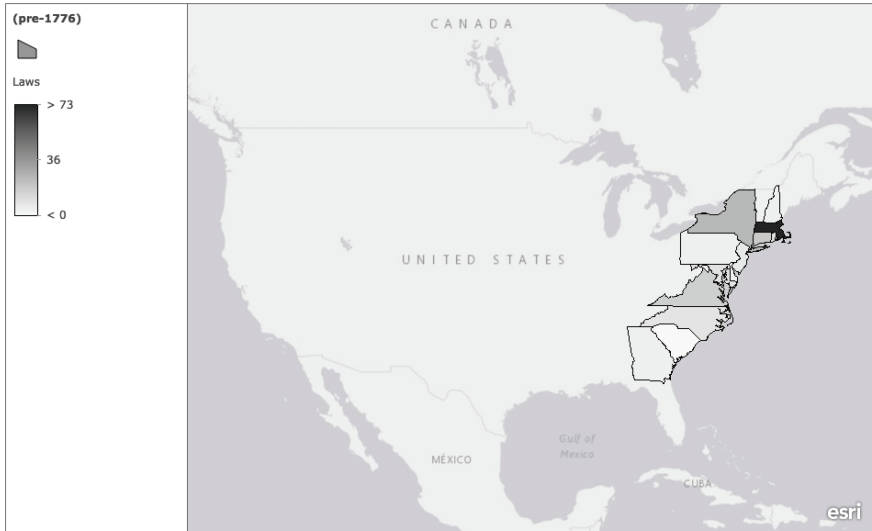 (pre-1776)
Laws
> 73
36
< 0
CANADA
UNITED STATES
MÉXICO
Gulf of
Mexico
CUBA
esri